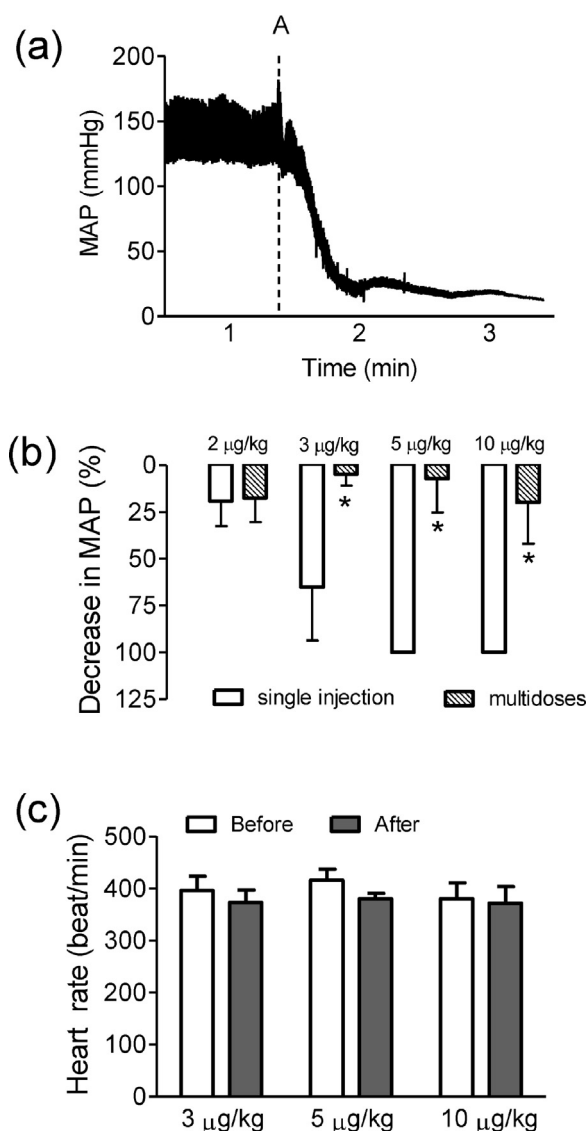 (a)
A
MAP (mmHg)
200
150
100
50
0
1 2 3
Time (min)
(b)
2 µg/kg 3 µg/kg 5 µg/kg 10 µg/kg
Decrease in MAP (%)
0
25
50
75
100
125
* * *
single injection multidoses
(c)
Before After
Heart rate (beat/min)
500
400
300
200
100
0
3 µg/kg 5 µg/kg 10 µg/kg